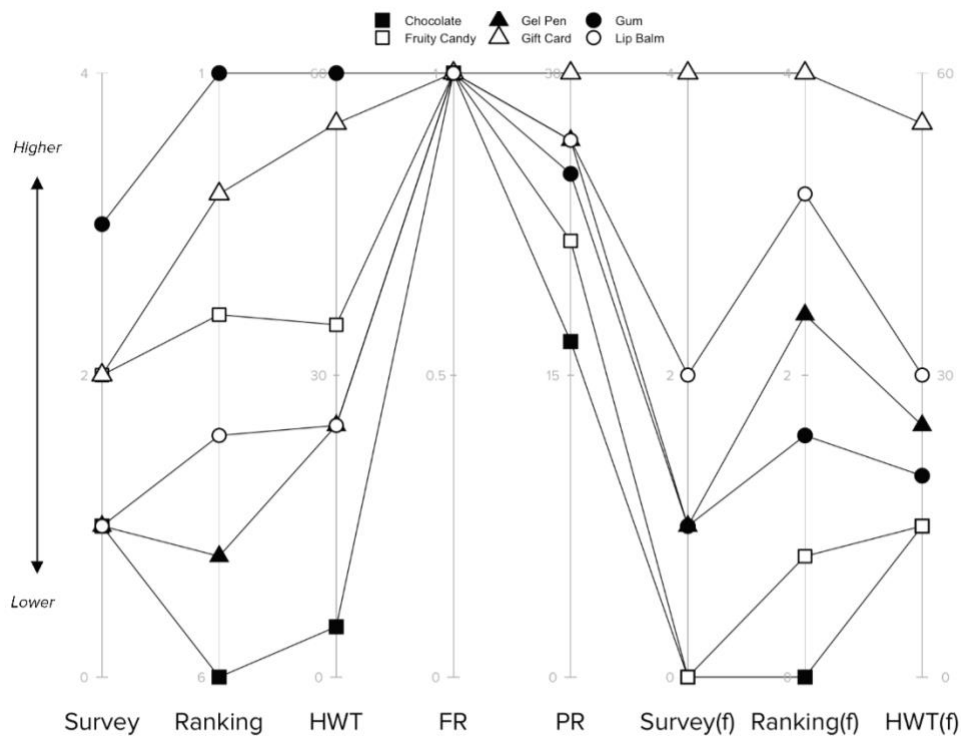 Chocolate Gel Pen Gum
Fruity Candy Gift Card Lip Balm
4 1 60 1 30 4 4 60
Higher
2 30 0.5 15 2 2 30
Lower
0 6 0 0 0 0 0 0
Survey Ranking HWT FR PR Survey(f) Ranking(f) HWT(f)